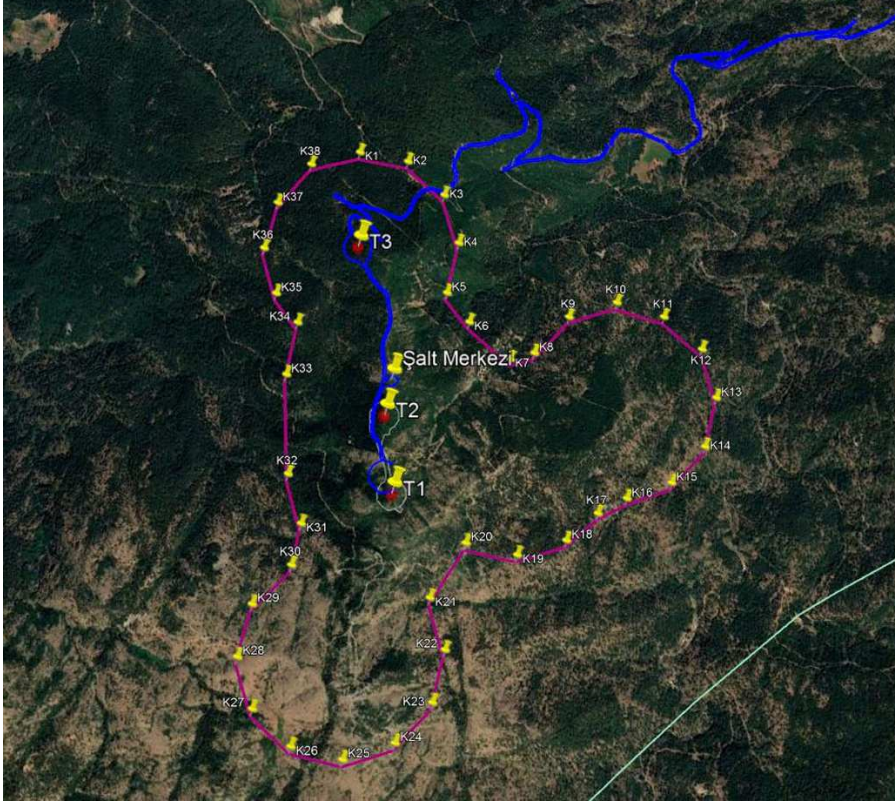 K38
K1
K2
K37
K3
K36
T3
K4
K35
K5
K10
K9
K11
K34
K6
K8
K12
Şalt Merkezi
K7
K33
K13
T2
K14
K32
T1
K15
K16
K17
K31
K18
K20
K19
K30
K29
K21
K28
K22
K27
K23
K24
K26
K25